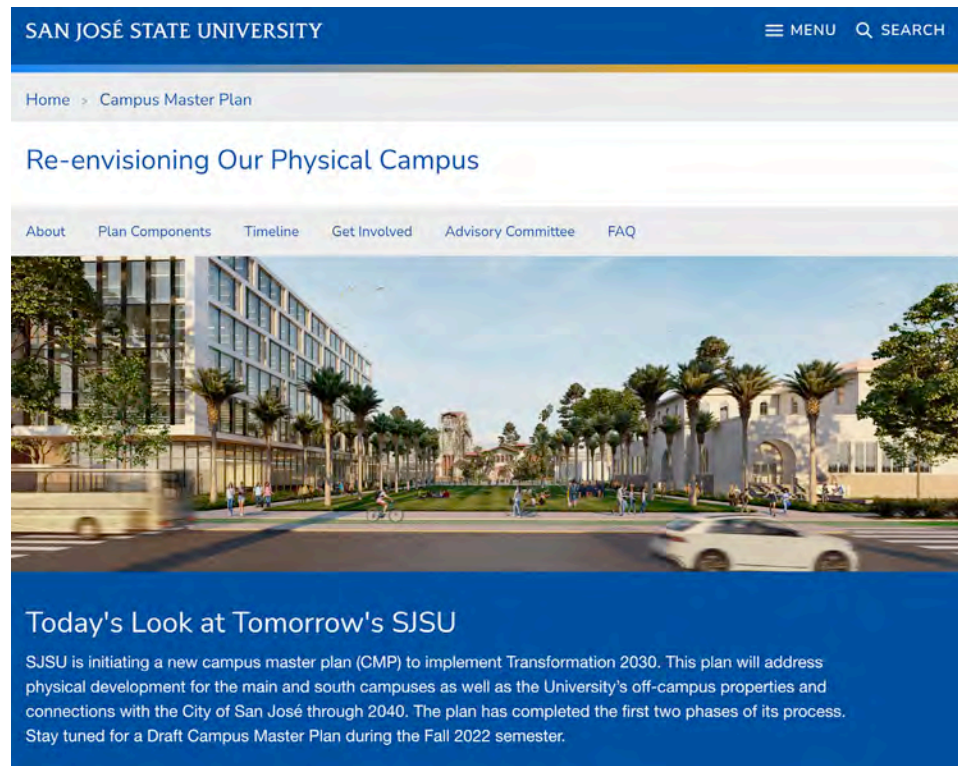 SAN JOSÉ STATE UNIVERSITY
MENU SEARCH
Home > Campus Master Plan
Re-envisioning Our Physical Campus
About Plan Components Timeline Get Involved Advisory Committee FAQ
Today's Look at Tomorrow's SJSU
SJSU is initiating a new campus master plan (CMP) to implement Transformation 2030. This plan will address
physical development for the main and south campuses as well as the University's off-campus properties and
connections with the City of San José through 2040. The plan has completed the first two phases of its process.
Stay tuned for a Draft Campus Master Plan during the Fall 2022 semester.